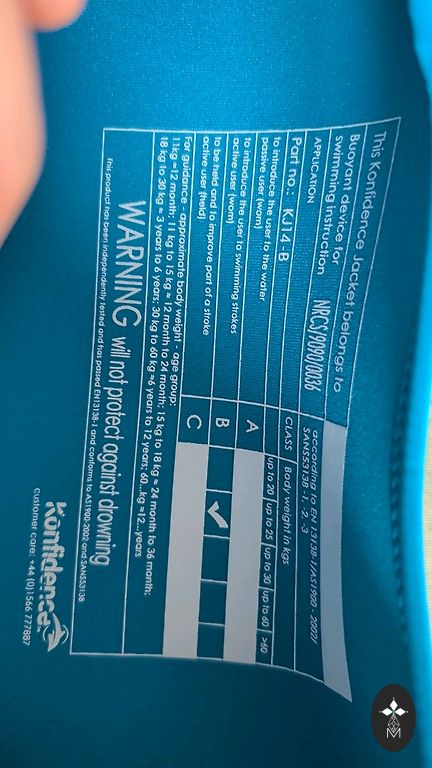 This Konfidence Jacket belongs to
Buoyant device for
swimming instruction
NRCS/9090/10036
according to EN 13138-1/AS1900 - 2002/
SANS53138 -1, -2, -3
APPLICATION
Part no.: KJ14 B
CLASS
Body weight in kgs
up to 20
up to 25
up to 30
up to 60
>60
to introduce the user to the water
passive user (worn)
A
to introduce the user to swimming strokes
active user (worn)
B
✓
to be held and to improve part of a stroke
active user (held)
C
For guidance - approximate body weight - age group:
11kg ≈12 month; 11 kg to 15 kg ≈ 12 month to 24 month; 15 kg to 18 kg ≈ 24 month to 36 month;
18 kg to 30 kg ≈ 3 years to 6 years; 30 kg to 60 kg ≈6 years to 12 years; 60...kg ≈12...years
WARNING will not protect against drowning
This product has been independently tested and has passed EN13138-1 and conforms to AS1900-2002 and SANS53138
Konfidence
customer care: +44 (0)1566 777887
M